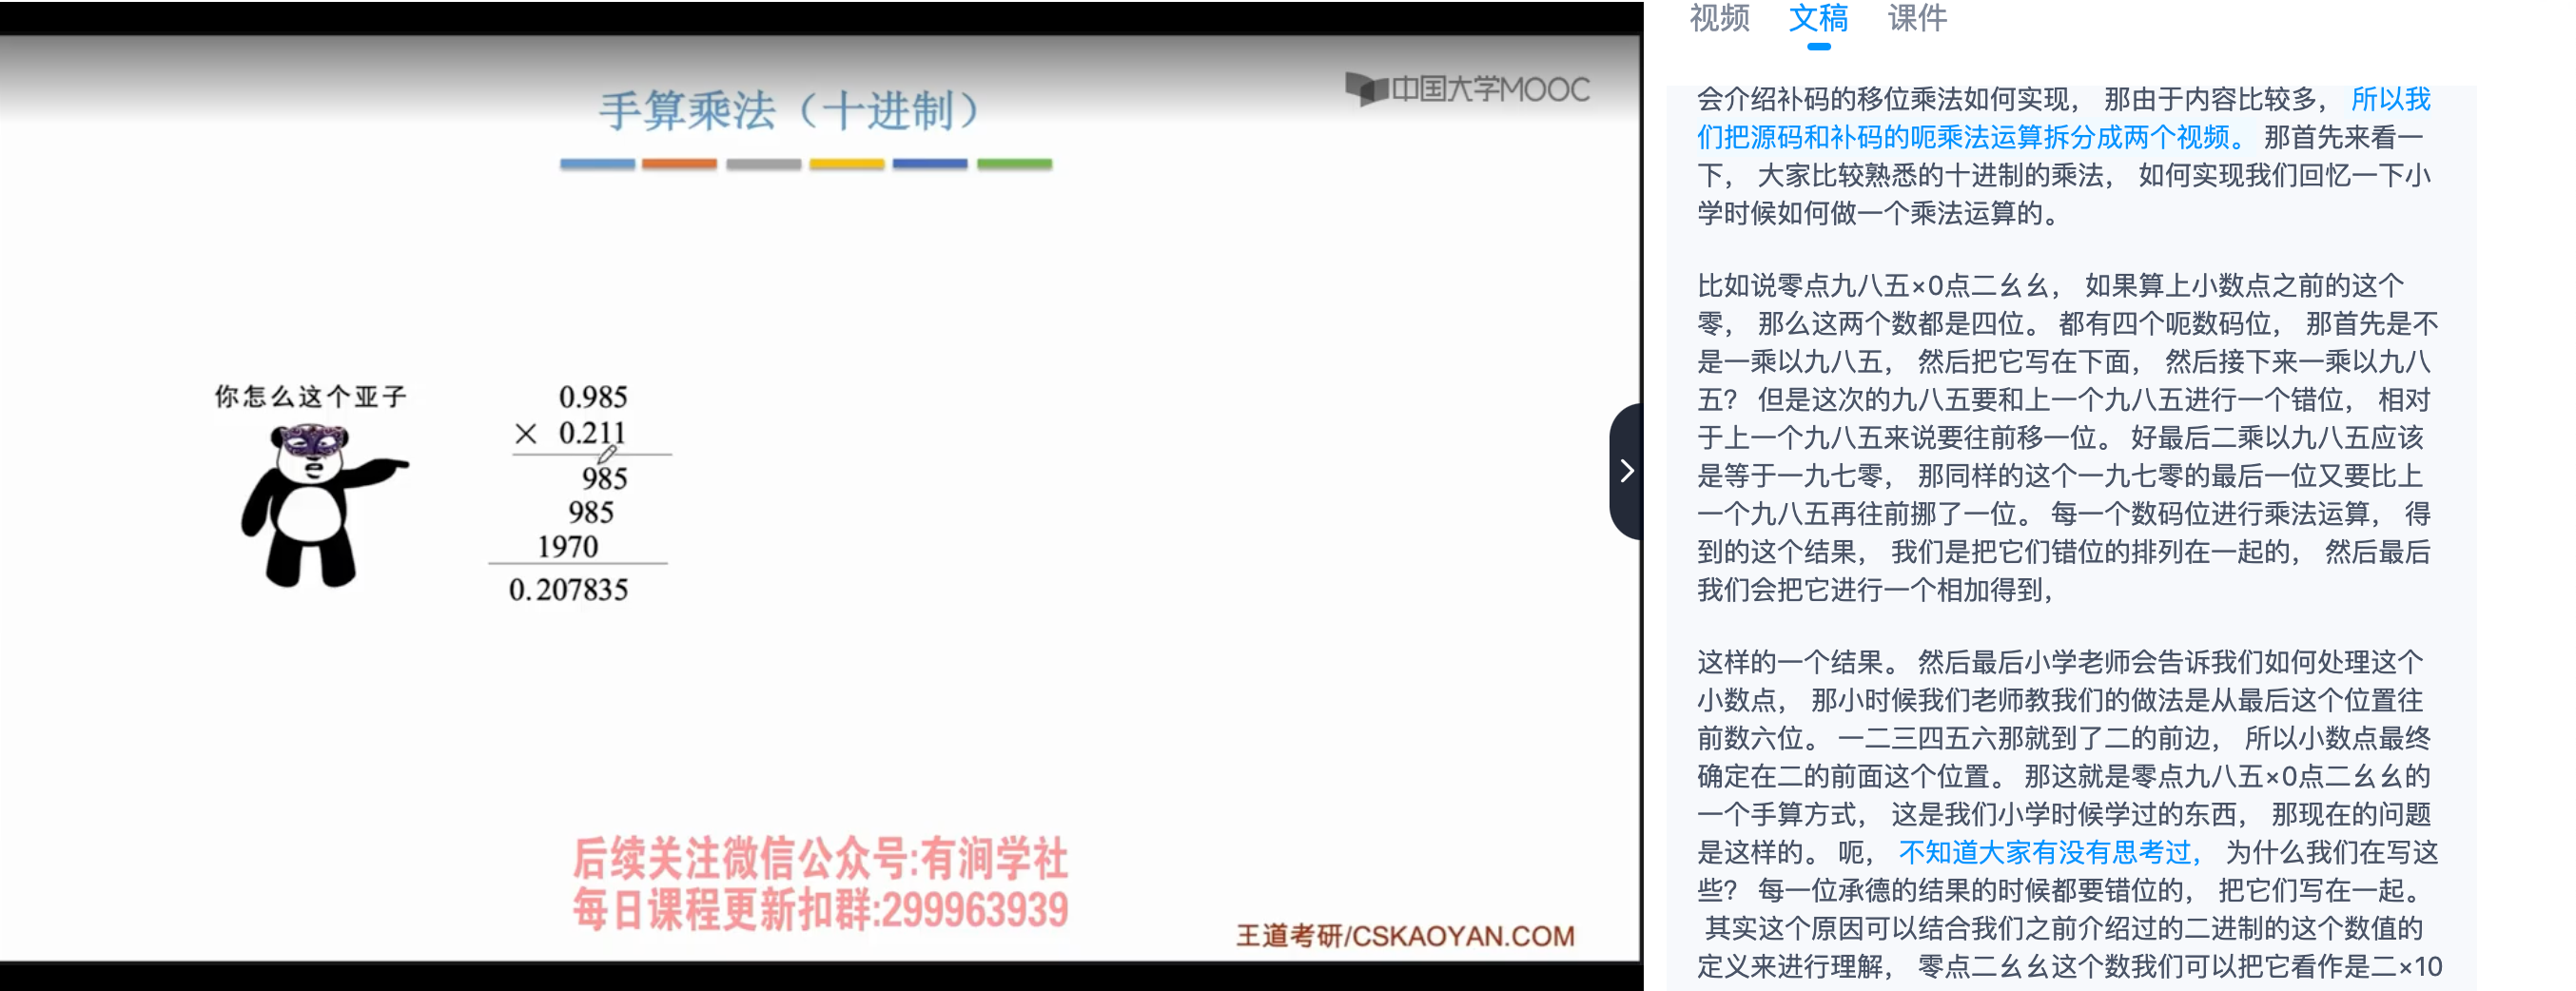 手算乘法（十进制）
中国大学MOOC
你怎么这个亚子
0.985
× 0.211
985
985
1970
0.207835
后续关注微信公众号:有涧学社
每日课程更新扣群:299963939
王道考研/CSKAOYAN.COM
视频 文稿 课件
会介绍补码的移位乘法如何实现， 那由于内容比较多， 所以我
们把源码和补码的呃乘法运算拆分成两个视频。 那首先来看一
下， 大家比较熟悉的十进制的乘法， 如何实现我们回忆一下小
学时候如何做一个乘法运算的。
比如说零点九八五×0点二幺幺， 如果算上小数点之前的这个
零， 那么这两个数都是四位。 都有四个呃数码位， 那首先是不
是一乘以九八五， 然后把它写在下面， 然后接下来一乘以九八
五? 但是这次的九八五要和上一个九八五进行一个错位， 相对
于上一个九八五来说要往前移一位。 好最后二乘以九八五应该
是等于一九七零， 那同样的这个一九七零的最后一位又要比上
一个九八五再往前挪了一位。 每一个数码位进行乘法运算， 得
到的这个结果， 我们是把它们错位的排列在一起的， 然后最后
我们会把它进行一个相加得到，
这样的一个结果。 然后最后小学老师会告诉我们如何处理这个
小数点， 那小时候我们老师教我们的做法是从最后这个位置往
前数六位。 一二三四五六那就到了二的前边， 所以小数点最终
确定在二的前面这个位置。 那这就是零点九八五×0点二幺幺的
一个手算方式， 这是我们小学时候学过的东西， 那现在的问题
是这样的。 呃， 不知道大家有没有思考过， 为什么我们在写这
些? 每一位承德的结果的时候都要错位的， 把它们写在一起。
其实这个原因可以结合我们之前介绍过的二进制的这个数值的
定义来进行理解， 零点二幺幺这个数我们可以把它看作是二×10